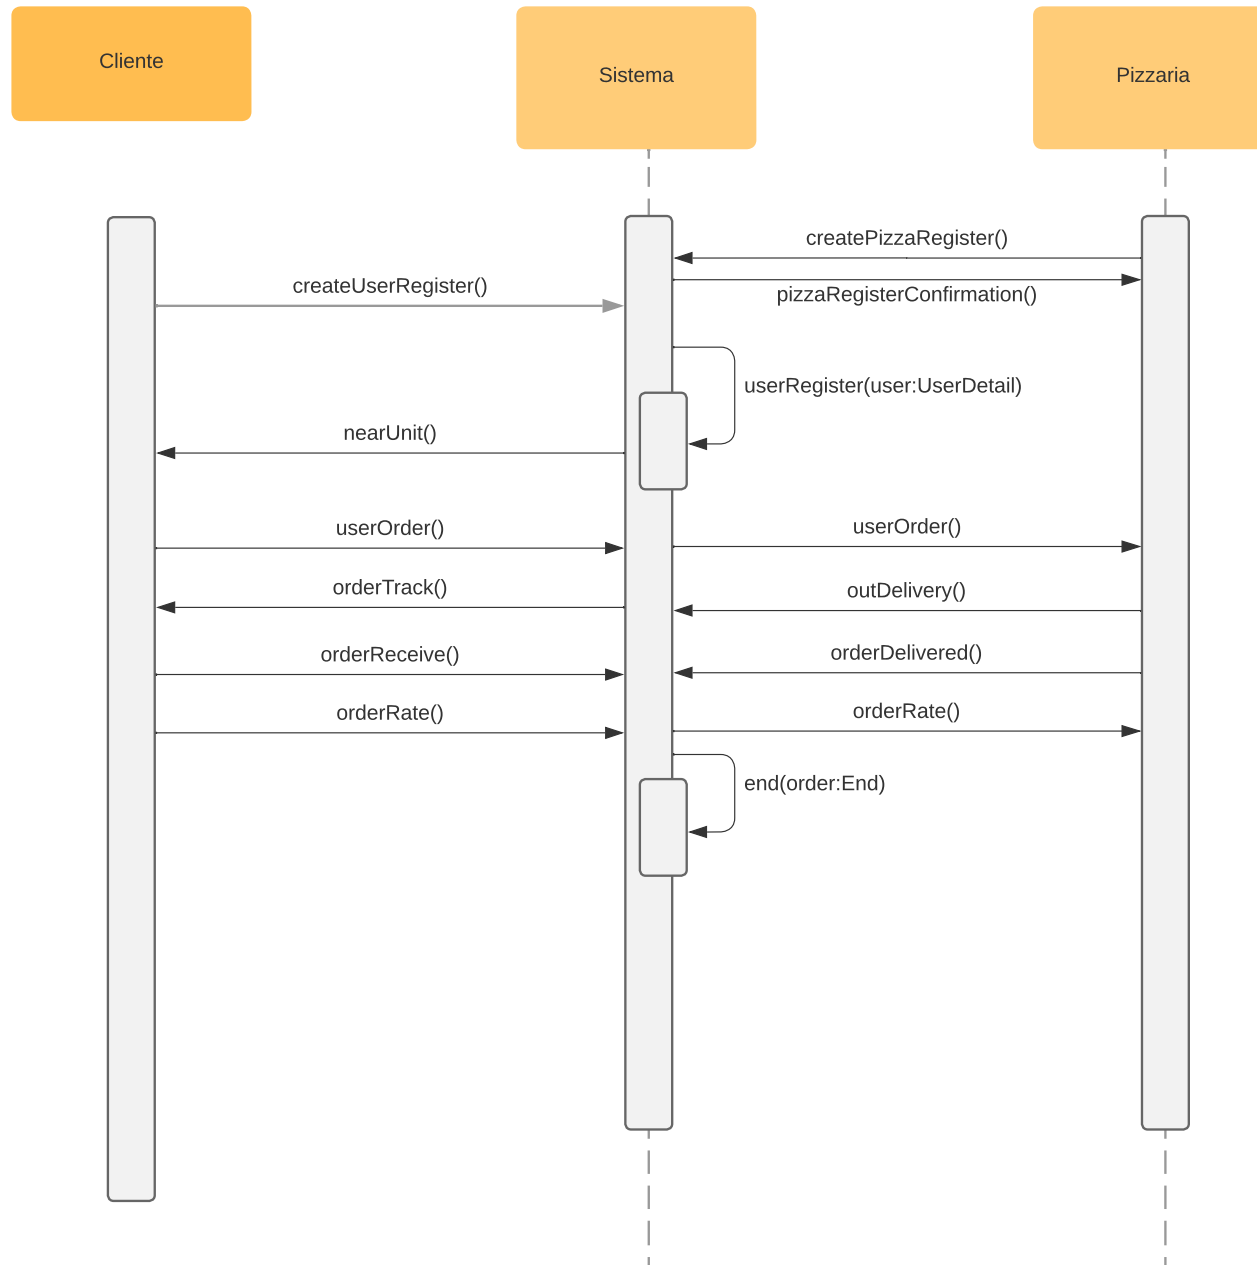 Cliente
Sistema
Pizzaria
createPizzaRegister()
createUserRegister()
pizzaRegisterConfirmation()
userRegister(user:UserDetail)
nearUnit()
userOrder()
userOrder()
orderTrack()
outDelivery()
orderReceive()
orderDelivered()
orderRate()
orderRate()
end(order:End)